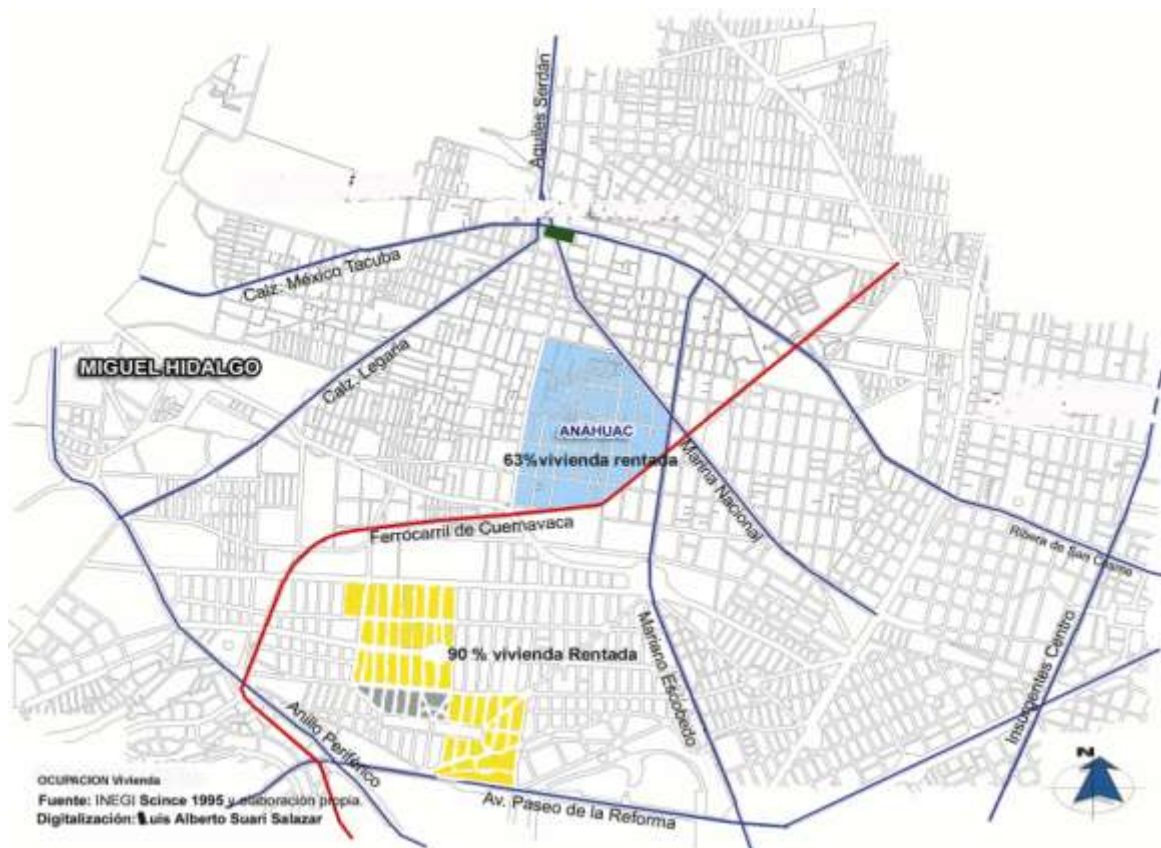 Aquiles Serdán
Calz. México Tacuba
MIGUEL HIDALGO
Calz. Legaria
ANÁHUAC
63% vivienda rentada
Marina Nacional
Ferrocarril de Cuernavaca
Ribera de San Cosme
Mariano Escobedo
90 % vivienda Rentada
Insurgentes Centro
Anillo Periférico
Av. Paseo de la Reforma
N
OCUPACION Vivienda
Fuente: INEGI Scince 1995 y elaboración propia.
Digitalización: Luis Alberto Suari Salazar